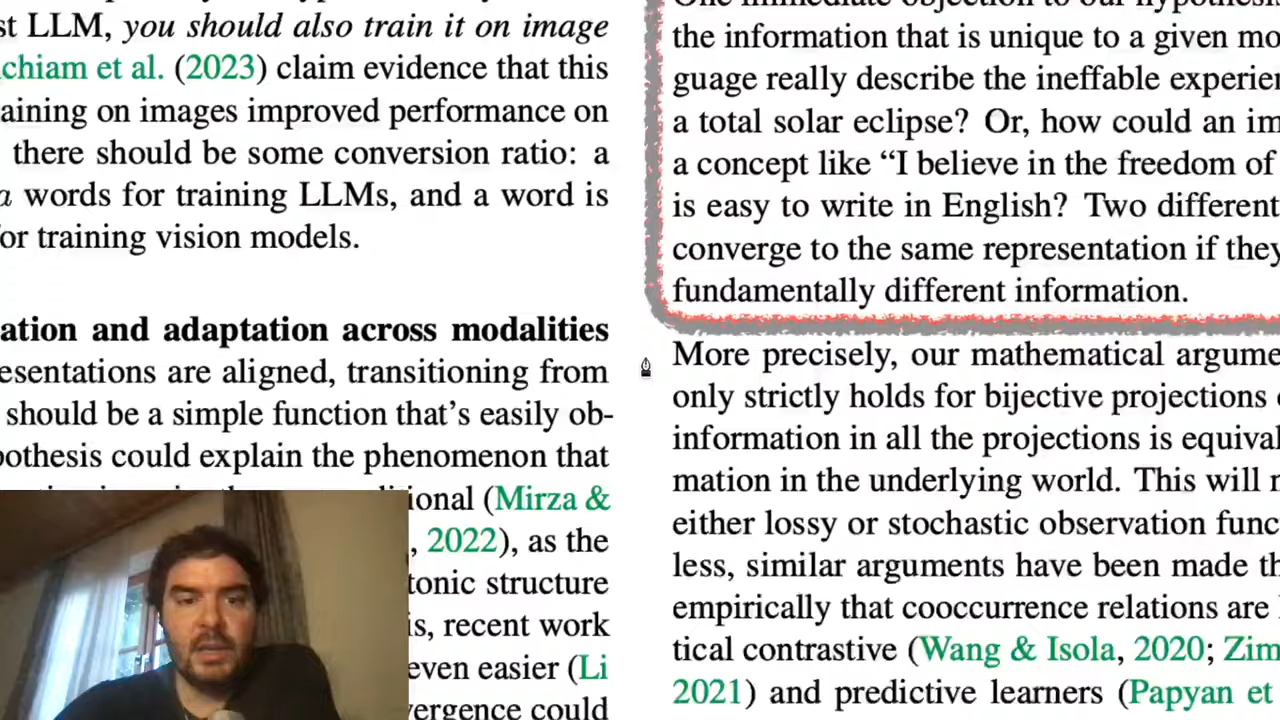 st LLM, you should also train it on image
chiam et al. (2023) claim evidence that this
aining on images improved performance on
there should be some conversion ratio: a
a words for training LLMs, and a word is
or training vision models.
ation and adaptation across modalities
esentations are aligned, transitioning from
should be a simple function that's easily ob-
pothesis could explain the phenomenon that
itional (Mirza &
, 2022), as the
tonic structure
is, recent work
even easier (Li
vergence could
One immediate objection to our hypothesis
the information that is unique to a given mo
guage really describe the ineffable experien
a total solar eclipse? Or, how could an im
a concept like “I believe in the freedom of
is easy to write in English? Two different
converge to the same representation if they
fundamentally different information.
More precisely, our mathematical argume
only strictly holds for bijective projections
information in all the projections is equival
mation in the underlying world. This will
either lossy or stochastic observation func
less, similar arguments have been made th
empirically that cooccurrence relations are
tical contrastive (Wang & Isola, 2020; Zim
2021) and predictive learners (Papyan et